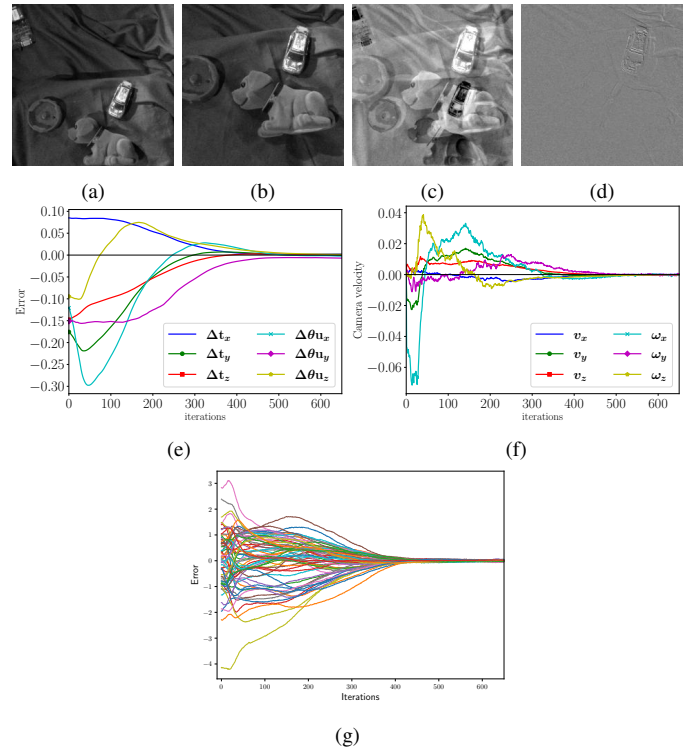 (a) (b) (c) (d)
0.10
0.05
0.00
−0.05
−0.10
−0.15
−0.20
−0.25
−0.30
Error
0 100 200 300 400 500 600
iterations
Δt_x Δθu_x
Δt_y Δθu_y
Δt_z Δθu_z
0.04
0.02
0.00
−0.02
−0.04
−0.06
Camera velocity
0 100 200 300 400 500 600
iterations
v_x ω_x
v_y ω_y
v_z ω_z
(e) (f)
3
2
1
0
−1
−2
−3
−4
Error
0 100 200 300 400 500 600
Iterations
(g)